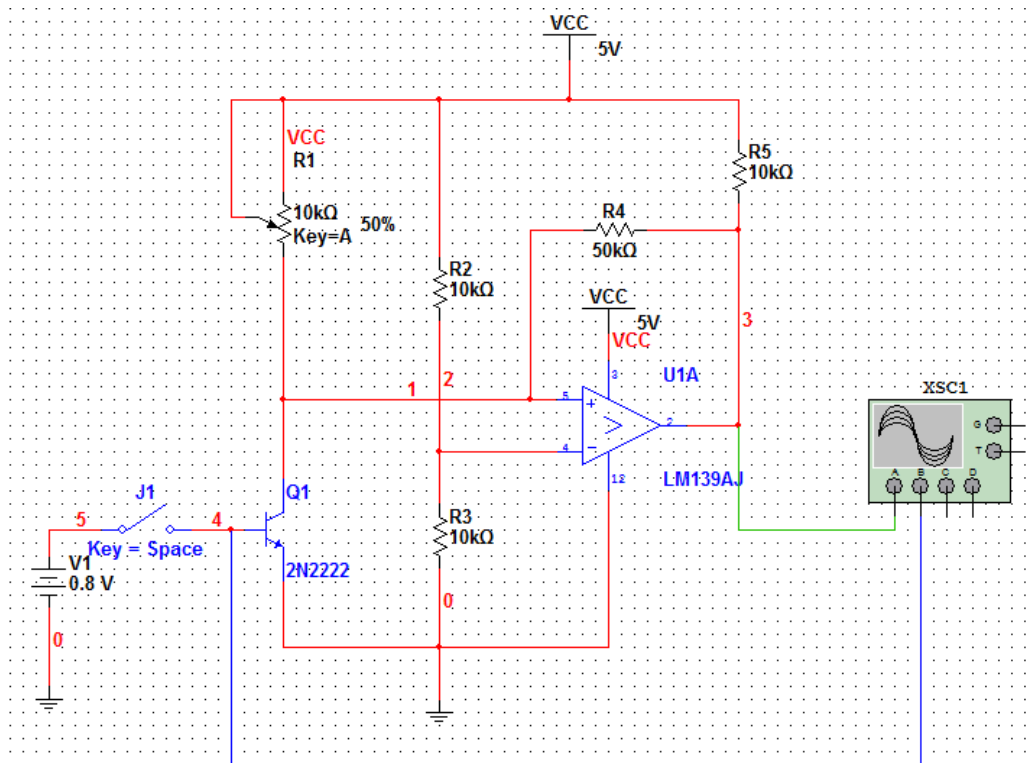 VCC
5V
VCC
R1
10kΩ
50%
Key=A
R5
10kΩ
R4
50kΩ
R2
10kΩ
VCC
5V
VCC
3
1
2
3
U1A
5
+
>
2
4
−
12
LM139AJ
XSC1
G
T
A B C D
J1
5
4
Key = Space
Q1
2N2222
V1
0.8 V
R3
10kΩ
0
0